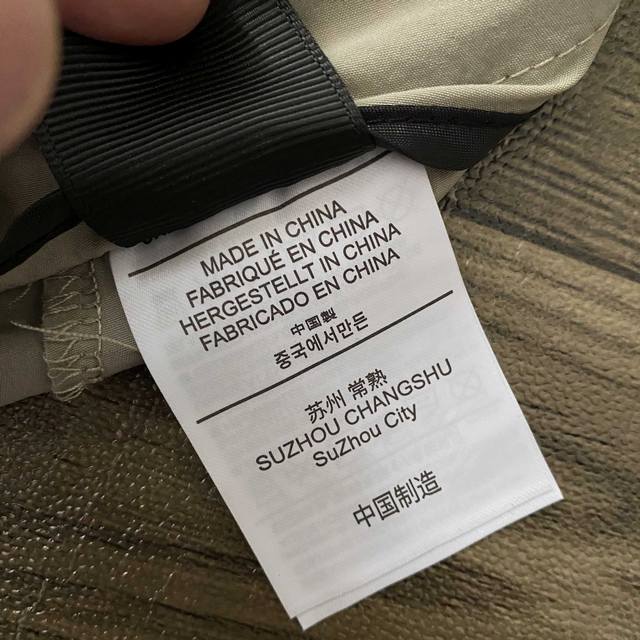 MADE IN CHINA
FABRIQUÉ EN CHINA
HERGESTELLT IN CHINA
FABRICADO EN CHINA
中国製
중국에서만든
苏州 常熟
SUZHOU CHANGSHU
SuZhou City
中国制造